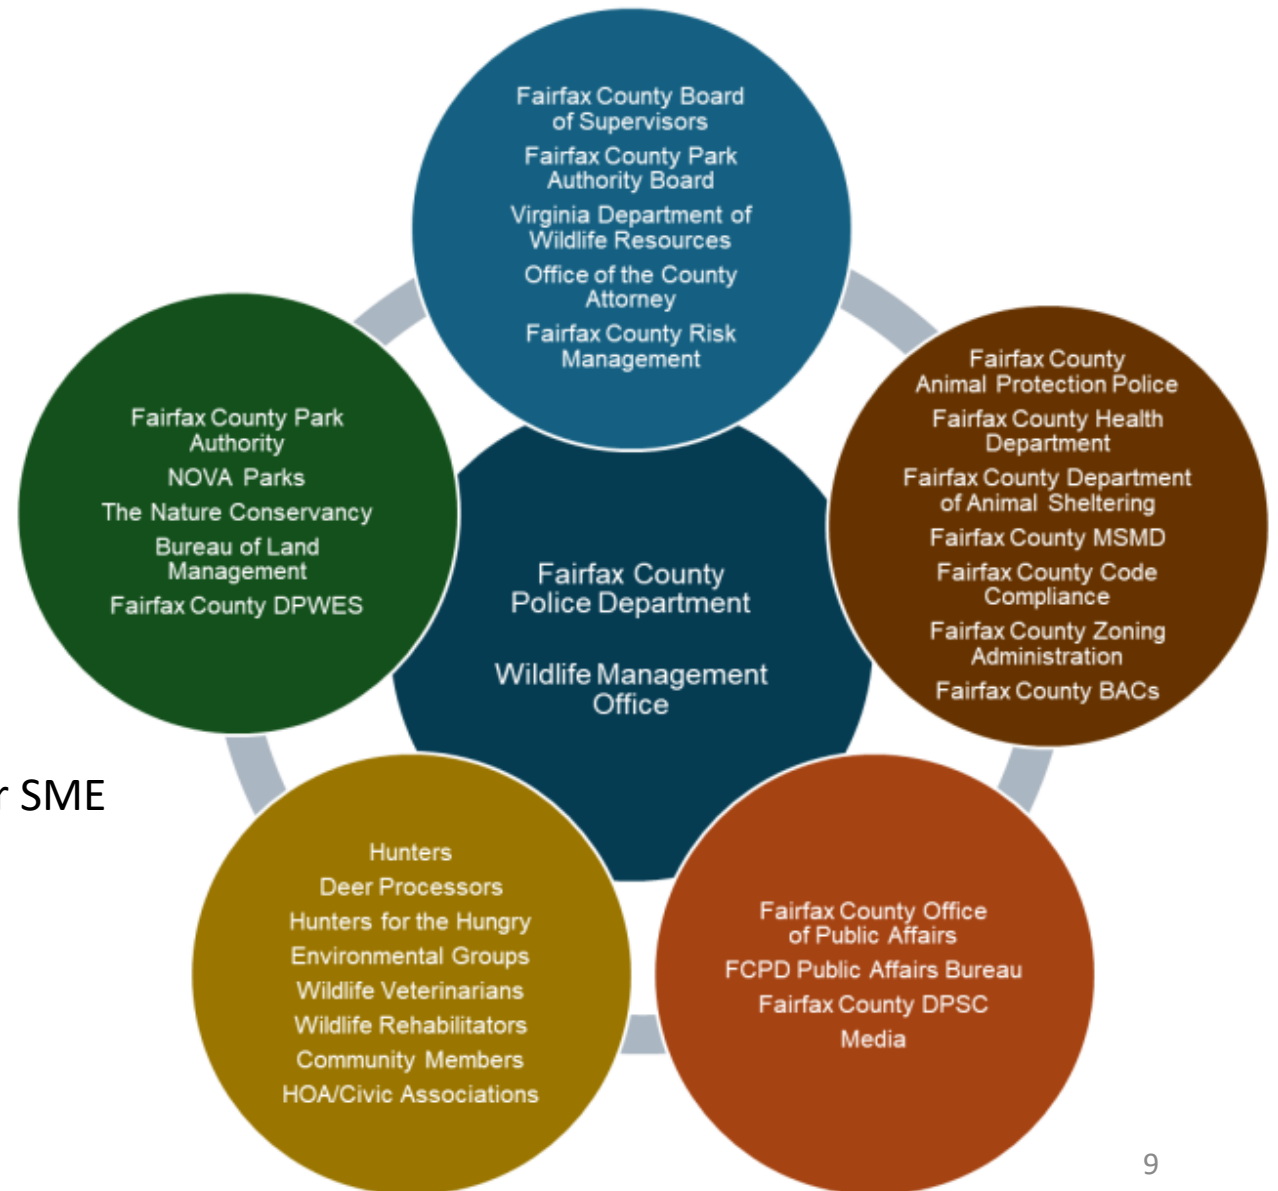 Fairfax County Board
of Supervisors
Fairfax County Park
Authority Board
Virginia Department of
Wildlife Resources
Office of the County
Attorney
Fairfax County Risk
Management
Fairfax County
Animal Protection Police
Fairfax County Health
Department
Fairfax County Department
of Animal Sheltering
Fairfax County MSMD
Fairfax County Code
Compliance
Fairfax County Zoning
Administration
Fairfax County BACs
Fairfax County Park
Authority
NOVA Parks
The Nature Conservancy
Bureau of Land
Management
Fairfax County DPWES
Fairfax County
Police Department
Wildlife Management
Office
r SME
Hunters
Deer Processors
Hunters for the Hungry
Environmental Groups
Wildlife Veterinarians
Wildlife Rehabilitators
Community Members
HOA/Civic Associations
Fairfax County Office
of Public Affairs
FCPD Public Affairs Bureau
Fairfax County DPSC
Media
9